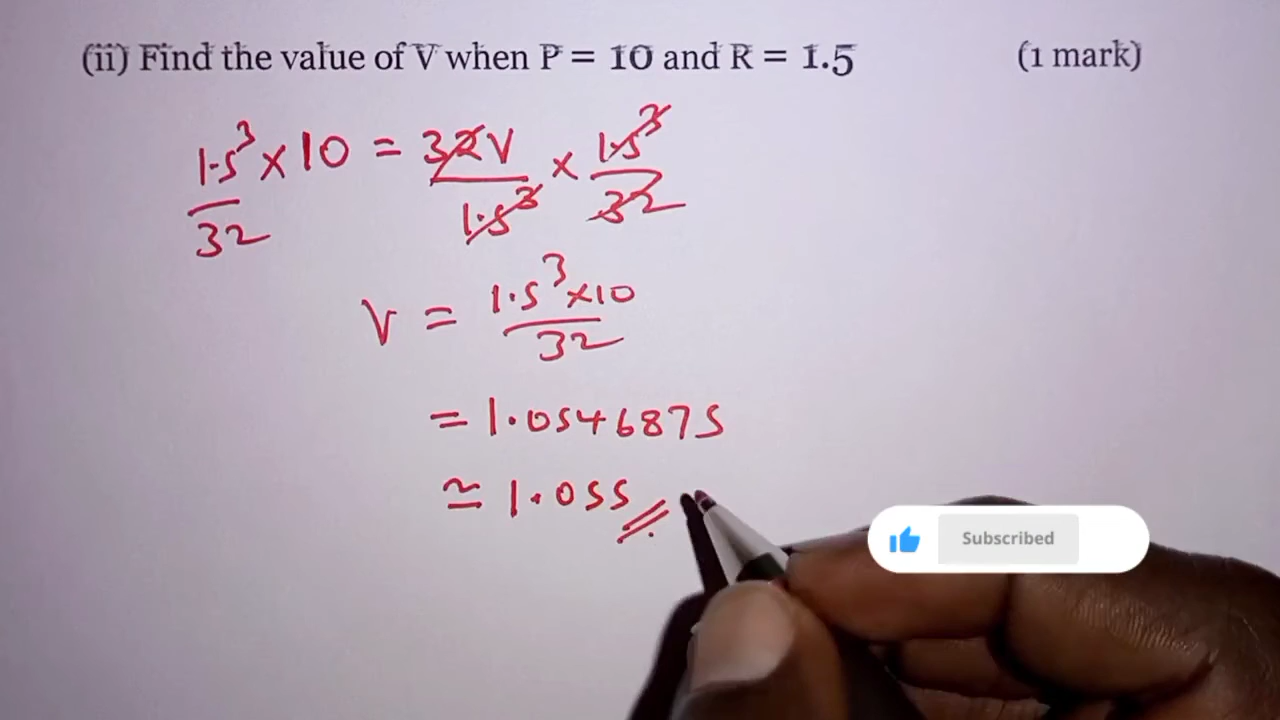 (ii) Find the value of V when P = 10 and R = 1.5 (1 mark)
1.5³ × 10 = 32V × 1.5³
32 1.5³ 32
V = 1.5³ × 10
32
= 1.0546875
≃ 1.055
Subscribed